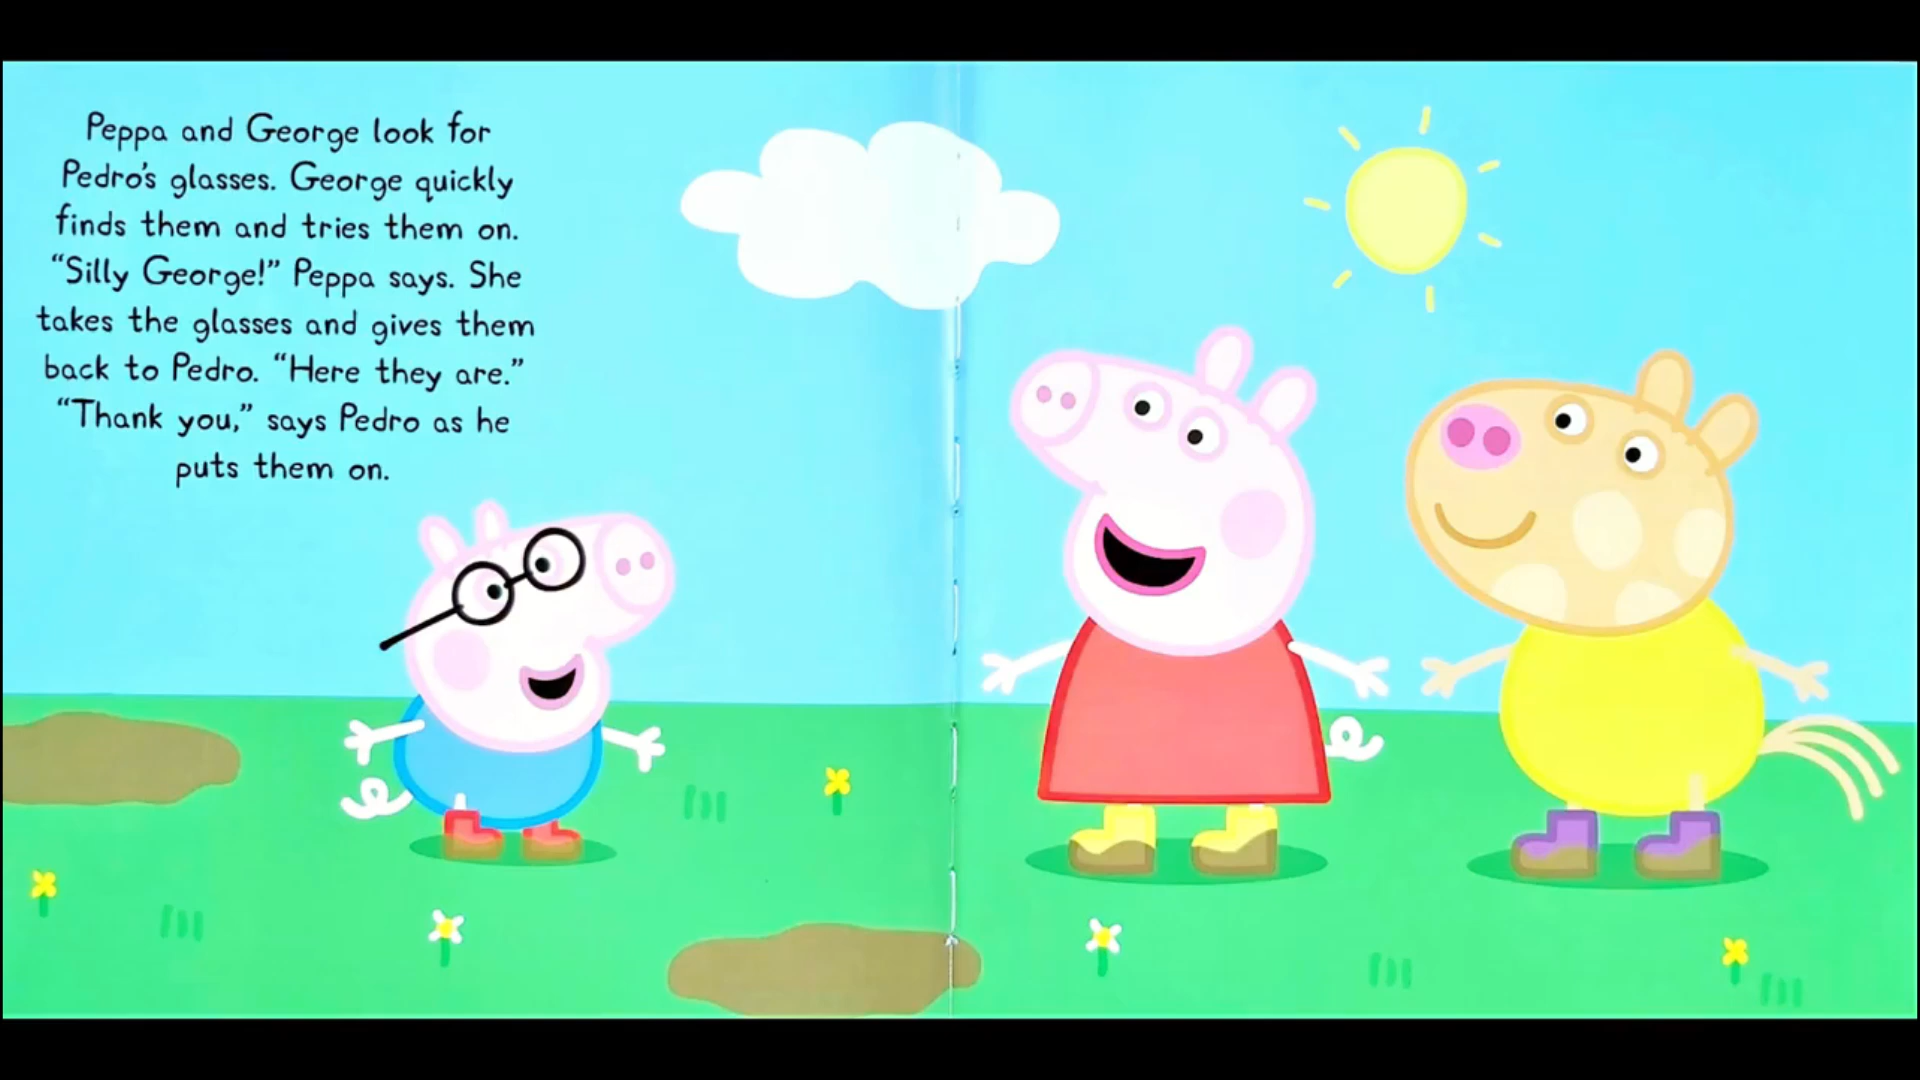 Peppa and George look for
Pedro's glasses. George quickly
finds them and tries them on.
“Silly George!” Peppa says. She
takes the glasses and gives them
back to Pedro. “Here they are.”
“Thank you,” says Pedro as he
puts them on.